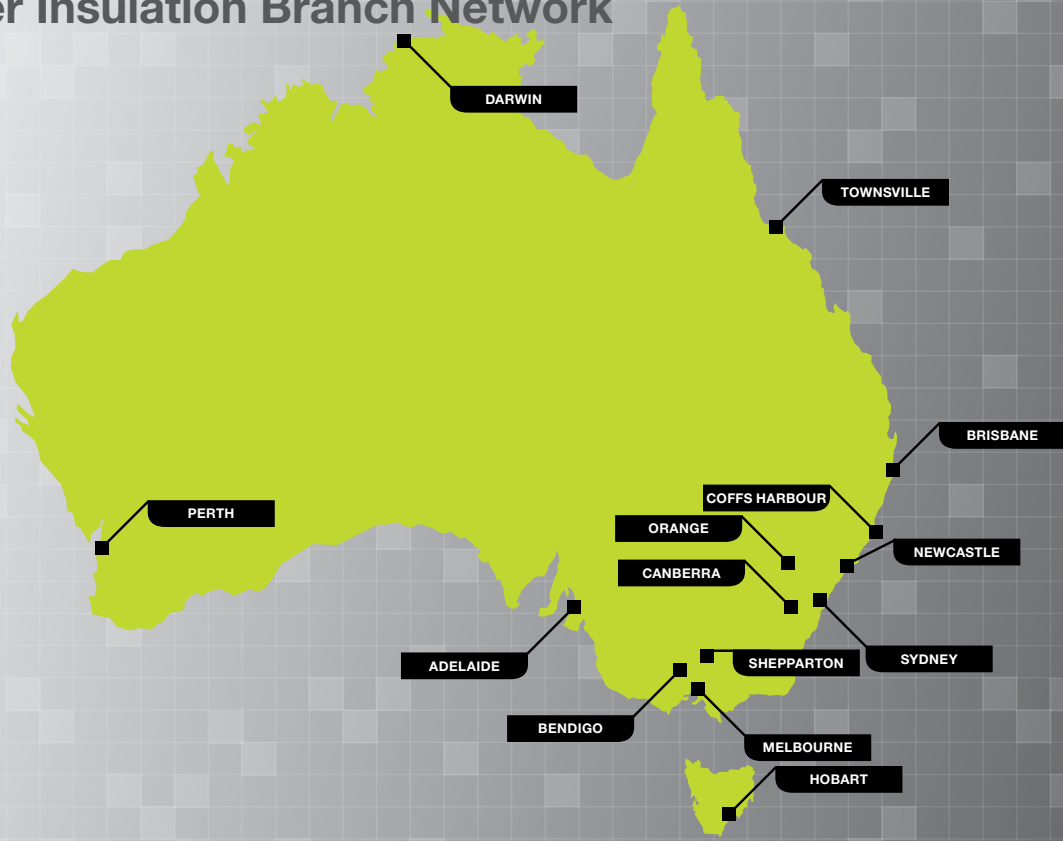 Insulation Branch Network
DARWIN
TOWNSVILLE
BRISBANE
COFFS HARBOUR
PERTH
ORANGE
NEWCASTLE
CANBERRA
ADELAIDE
SHEPPARTON
SYDNEY
BENDIGO
MELBOURNE
HOBART